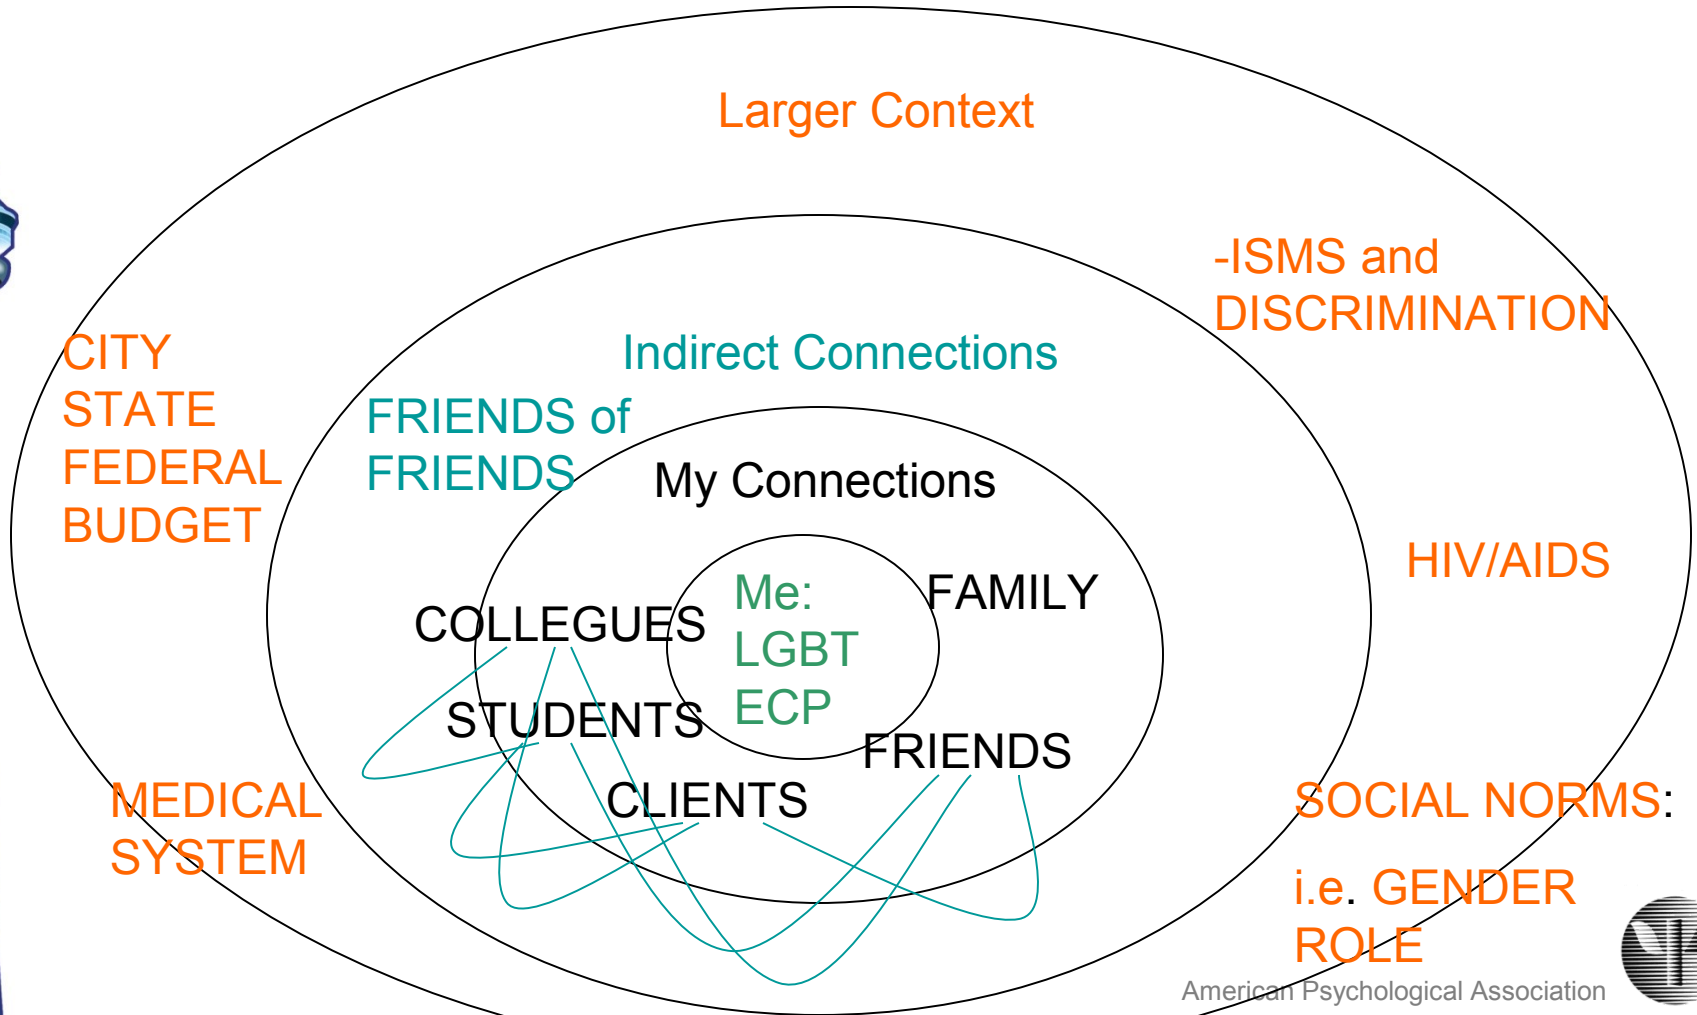 Larger Context
-ISMS and
DISCRIMINATION
Indirect Connections
CITY
STATE
FEDERAL
BUDGET
FRIENDS of
FRIENDS
My Connections
HIV/AIDS
Me:
LGBT
ECP
FAMILY
COLLEGUES
STUDENTS
FRIENDS
CLIENTS
MEDICAL
SYSTEM
SOCIAL NORMS:
i.e. GENDER
ROLE
American Psychological Association